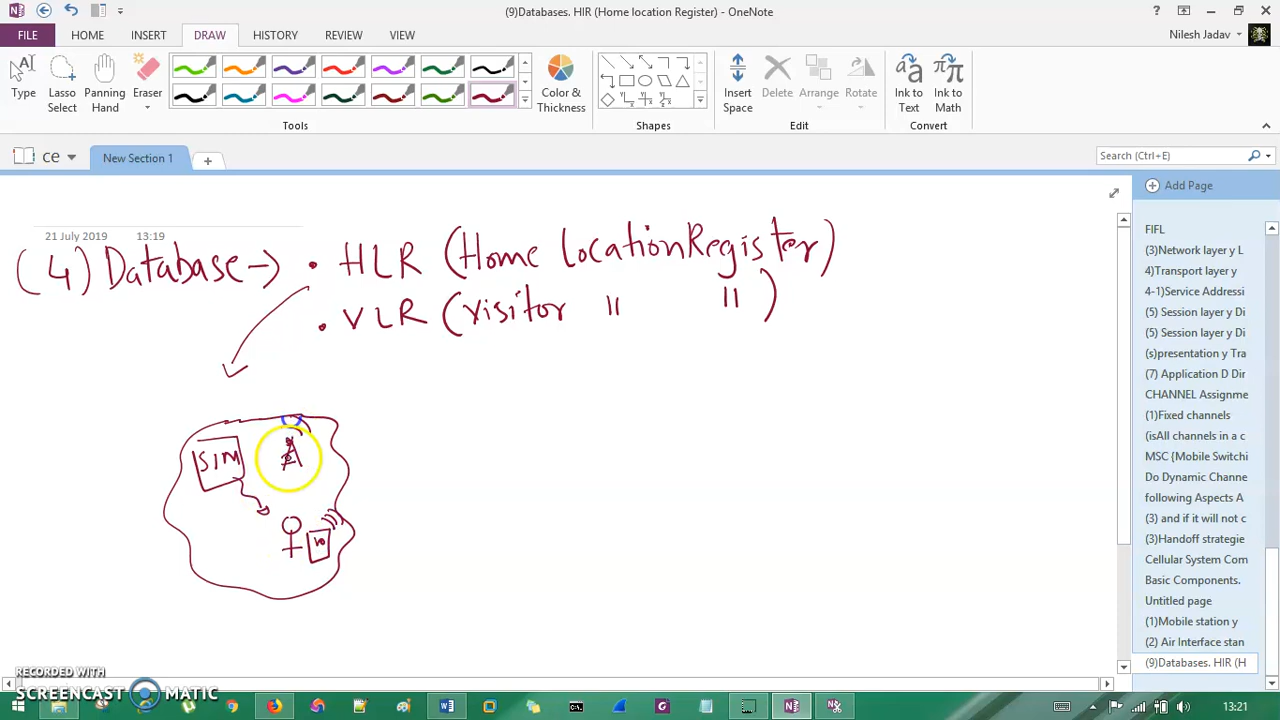 (9)Databases. HIR (Home location Register) - OneNote
FILE HOME INSERT DRAW HISTORY REVIEW VIEW
Nilesh Jadav
Type
Lasso Select
Panning Hand
Eraser
Color & Thickness
Insert Space
Delete
Arrange
Rotate
Ink to Text
Ink to Math
Tools
Shapes
Edit
Convert
ce
New Section 1
Search (Ctrl+E)
Add Page
21 July 2019 13:19
(4) Database → • HLR (Home locationRegister)
• VLR (Visitor " ")
SIM
10
FIFL
(3)Network layer y L
4)Transport layer y
4-1)Service Addressi
(5) Session layer y Di
(5) Session layer y Di
(s)presentation y Tra
(7) Application D Dir
CHANNEL Assignme
(1)Fixed channels
(isAll channels in a c
MSC (Mobile Switchi
Do Dynamic Channe
following Aspects A
(3) and if it will not c
(3)Handoff strategie
Cellular System Com
Basic Components.
Untitled page
(1)Mobile station y
(2) Air Interface stan
(9)Databases. HIR (H
RECORDED WITH
SCREENCAST MATIC
13:21